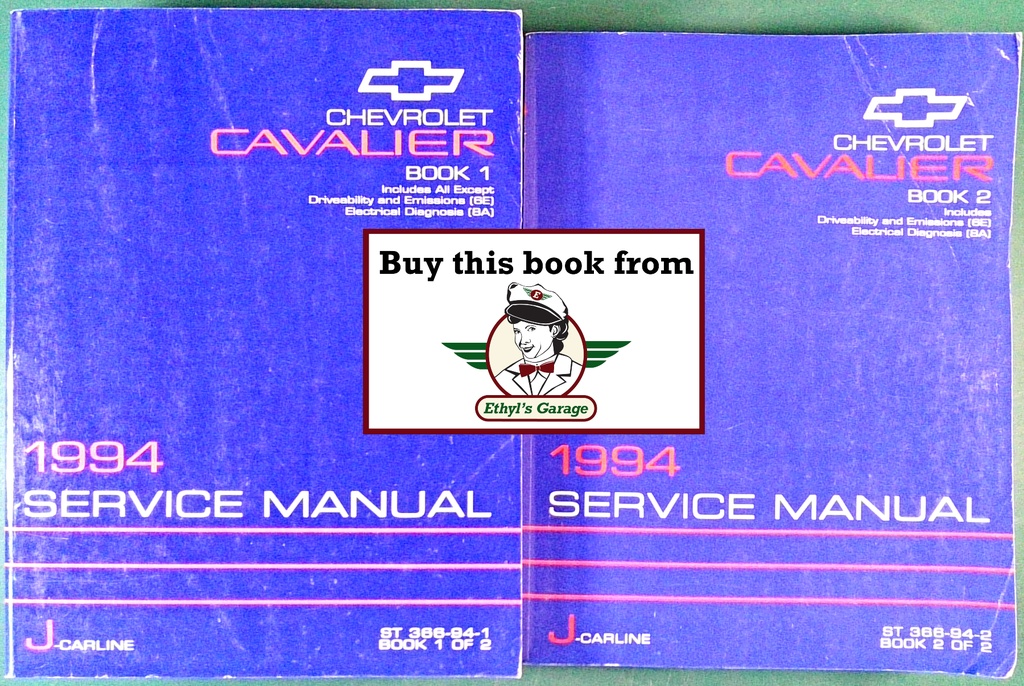 CHEVROLET
CAVALIER
BOOK 1
Includes All Except
Driveability and Emissions (6E)
Electrical Diagnosis (8A)
1994
SERVICE MANUAL
J-CARLINE
ST 366-94-1
BOOK 1 OF 2
CHEVROLET
CAVALIER
BOOK 2
Includes
Driveability and Emissions (6E)
Electrical Diagnosis (8A)
1994
SERVICE MANUAL
J-CARLINE
ST 366-94-2
BOOK 2 OF 2
Buy this book from
E
Ethyl's Garage